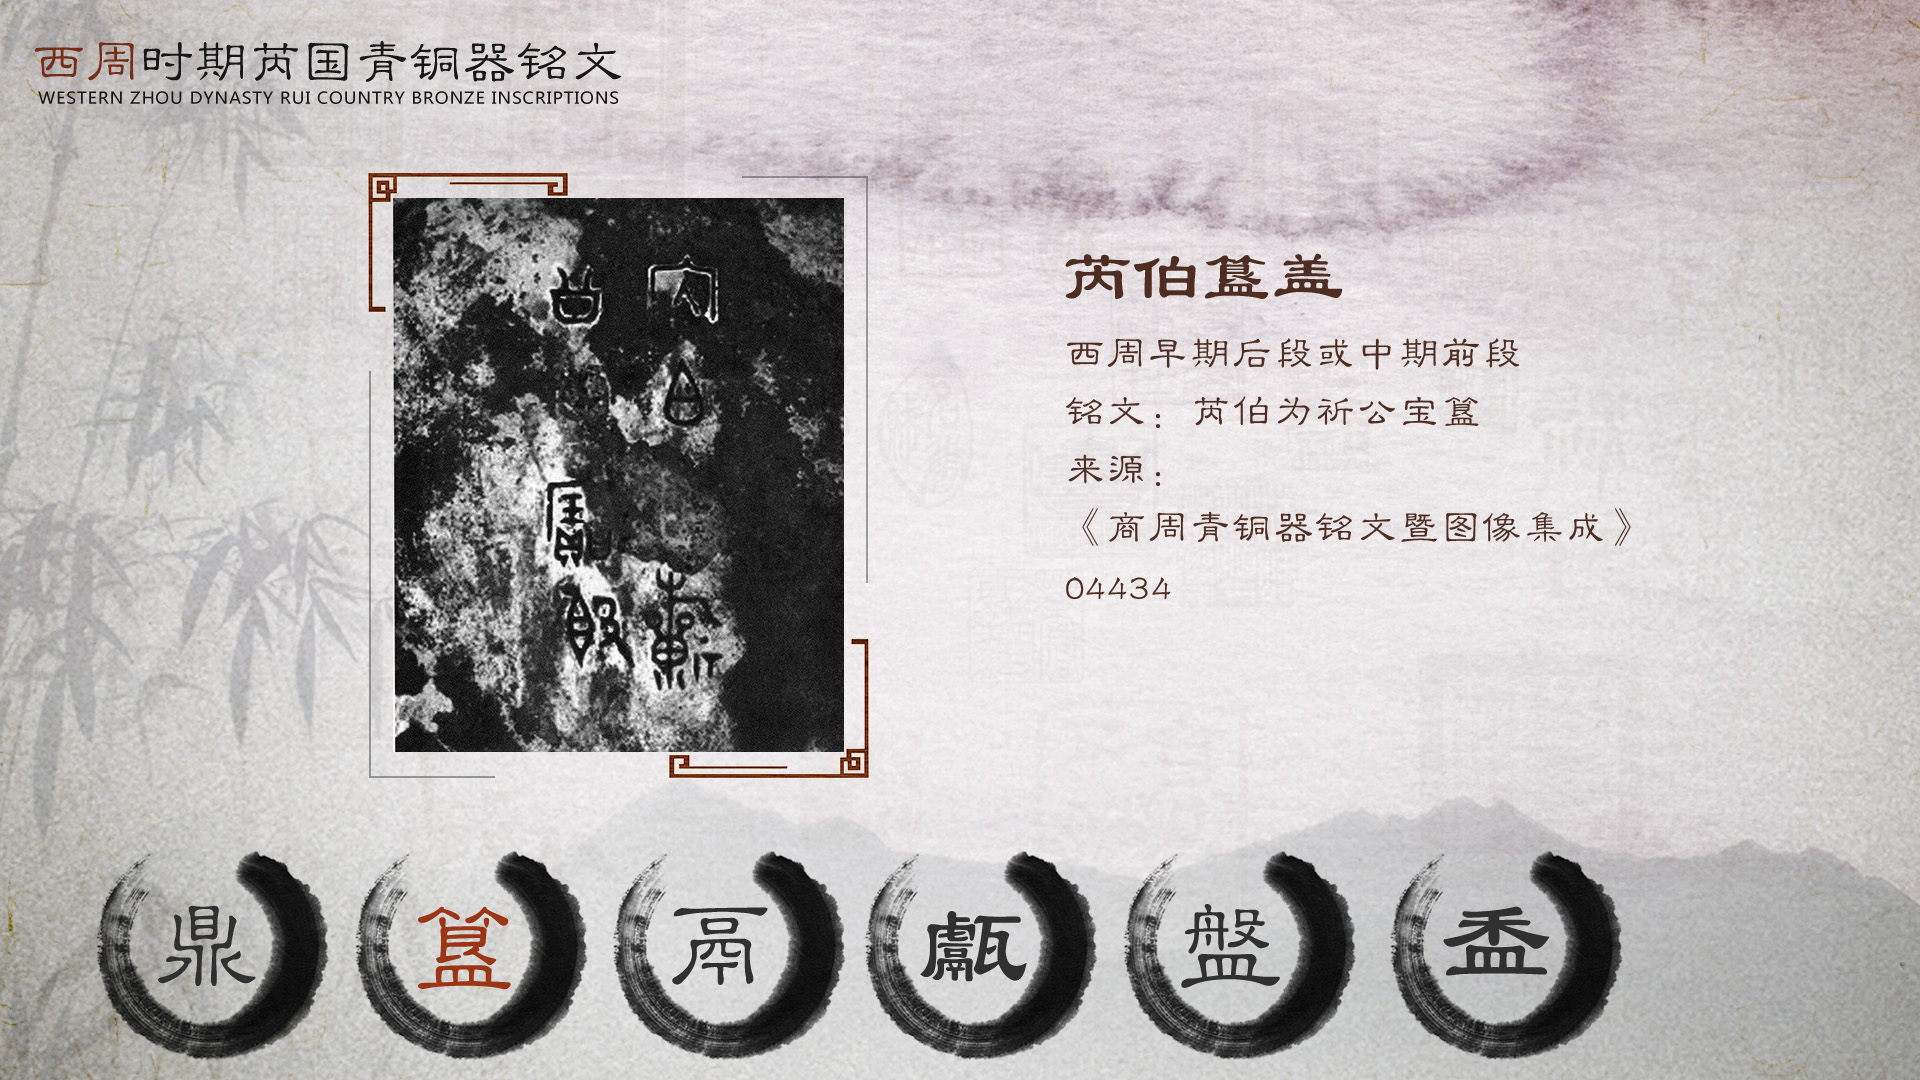 西周时期芮国青铜器铭文
WESTERN ZHOU DYNASTY RUI COUNTRY BRONZE INSCRIPTIONS
芮伯簋盖
西周早期后段或中期前段
铭文：芮伯为祈公宝簋
来源：
《商周青铜器铭文暨图像集成》
04434
鼎
簋
鬲
甗
盤
盉